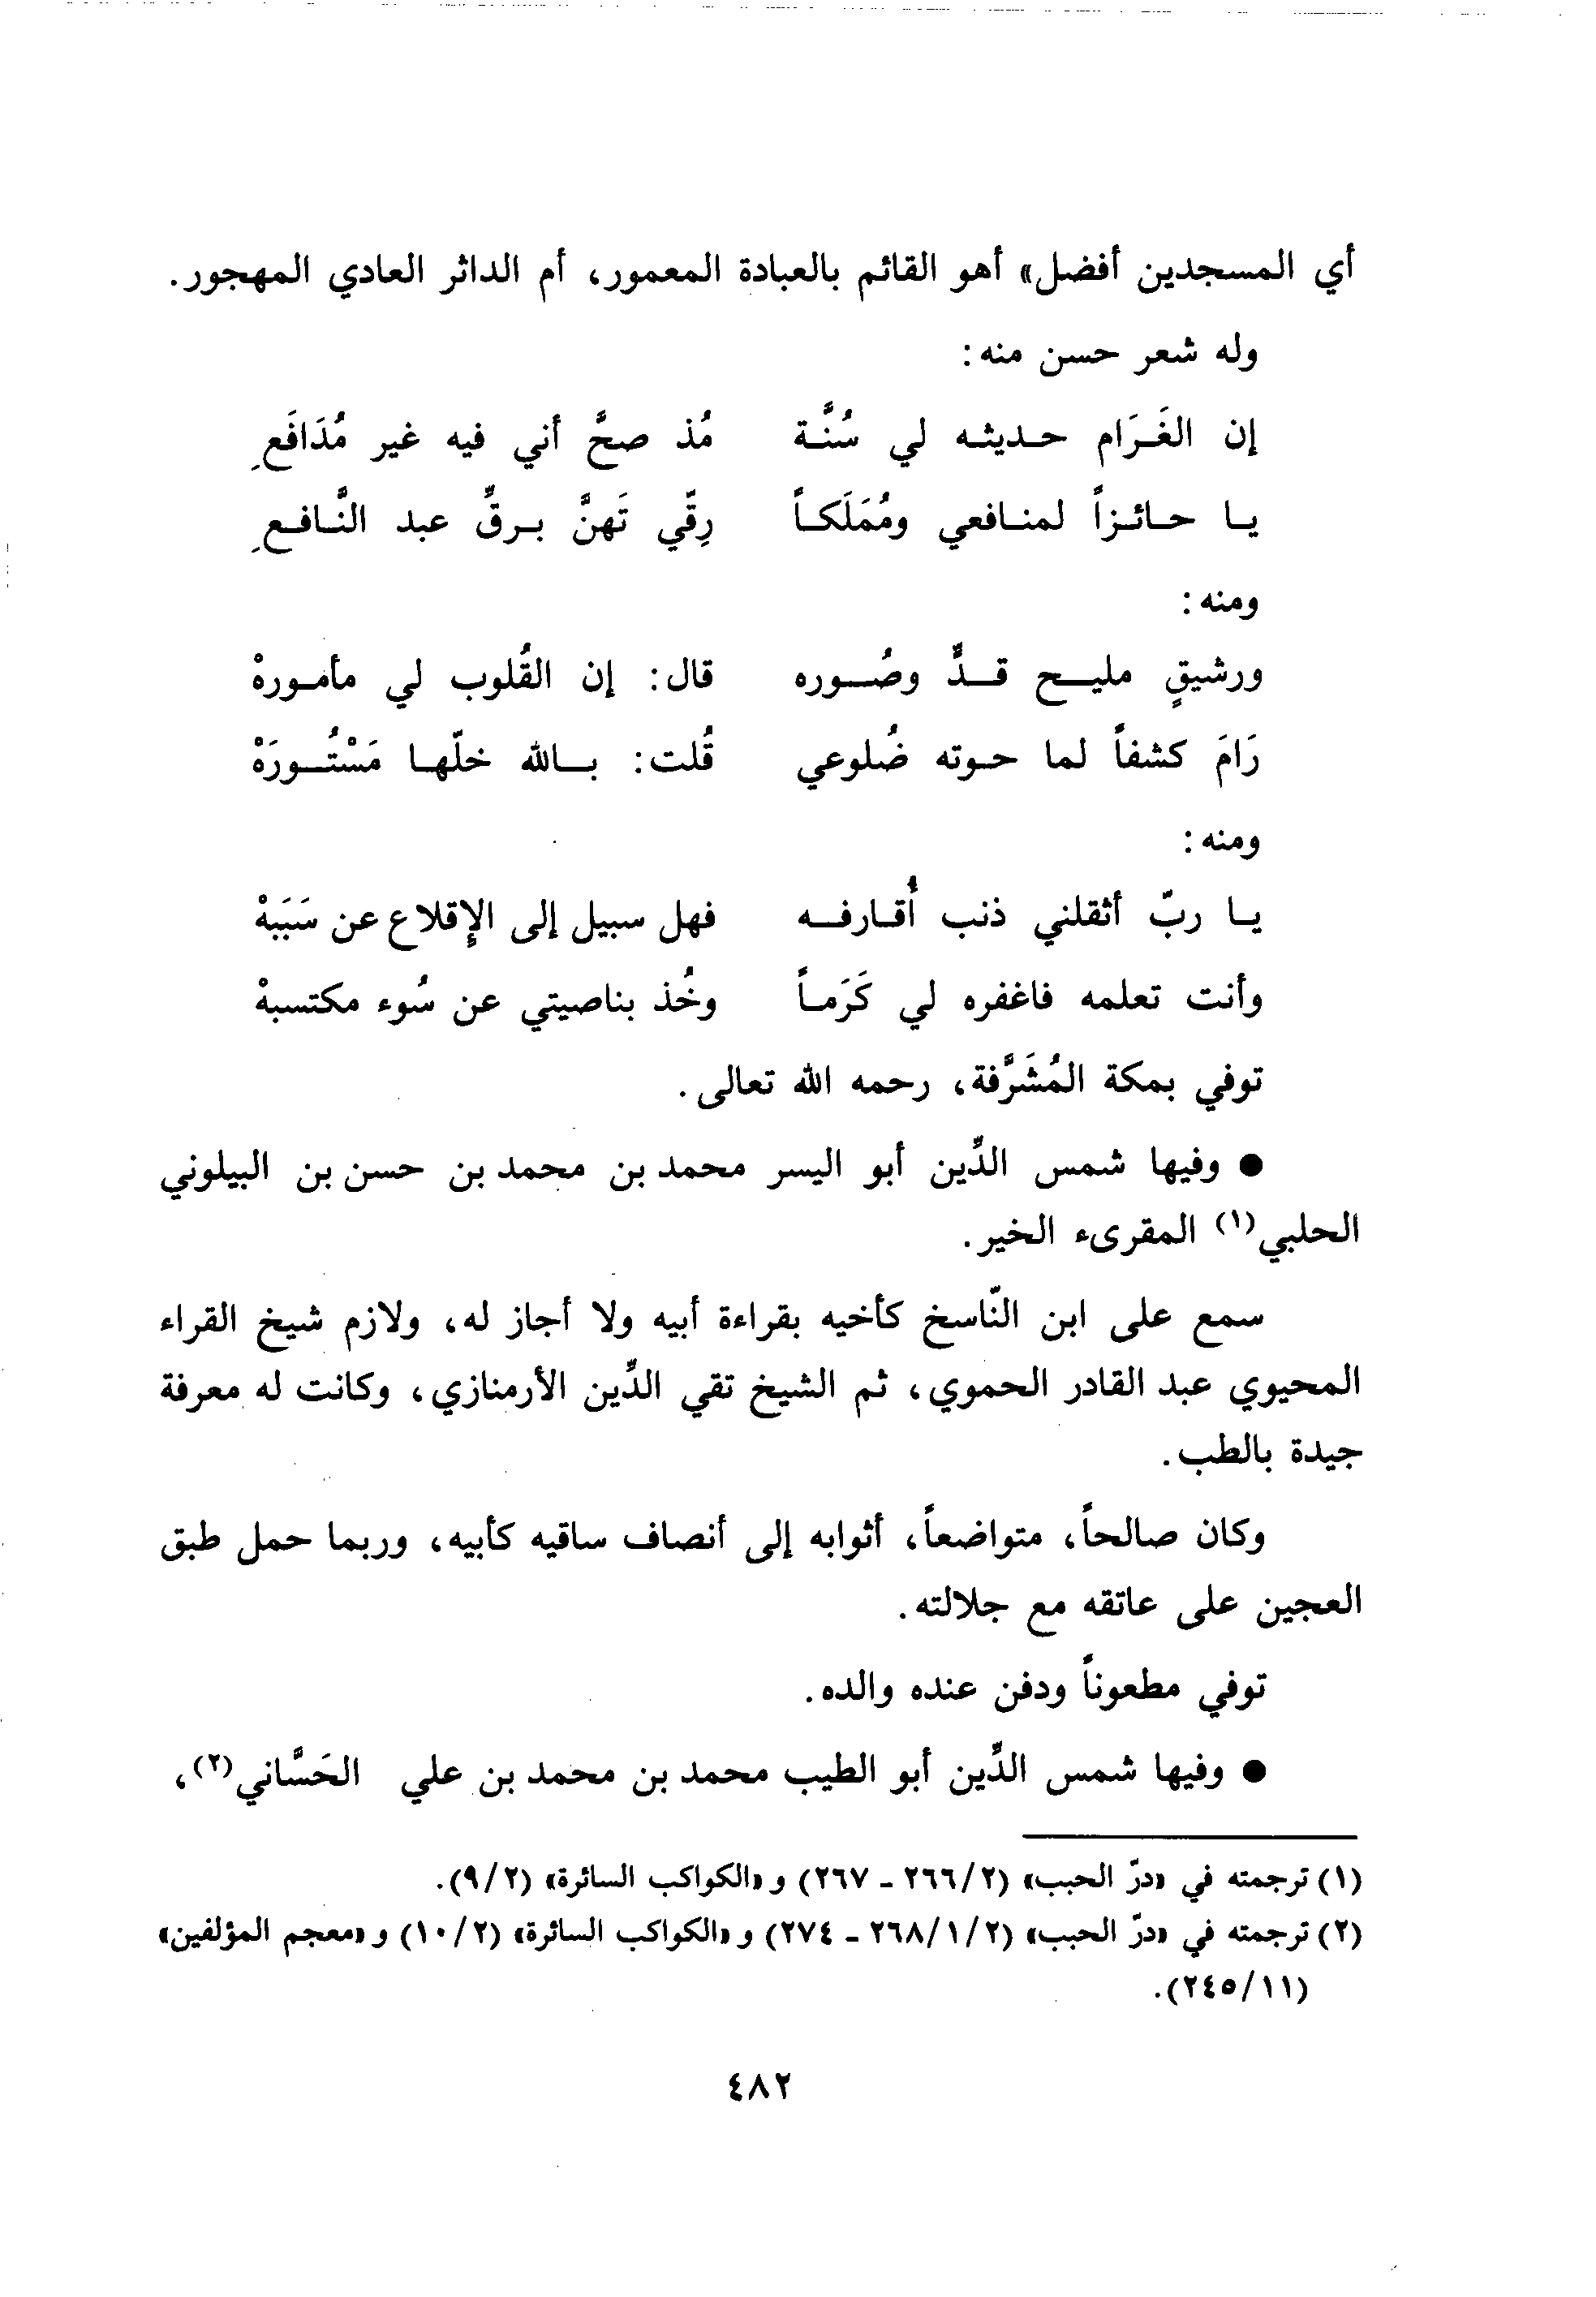 أي المسجدين أفضل» أهو القائم بالعبادة المعمور، أم الداثر العادي المهجور.
وله شعر حسن منه:
إن الغَرَام حديثه لي سُنَّة مُذ صحَّ أني فيه غير مُدَافَعِ
يا حائزاً لمنافعي ومُمَلَكاً رِقّي تَهنَّ برقِّ عبد النَّافعِ
ومنه:
ورشيقٍ مليح قدٍّ وصُوره قال: إن القُلوب لي مأمورهْ
رَامَ كشفاً لما حوته ضُلوعي قُلت: بالله خلّها مَسْتُورَهْ
ومنه:
يا ربّ أثقلني ذنب أُقارفه فهل سبيل إلى الإِقلاع عن سَبَبهْ
وأنت تعلمه فاغفره لي كَرَماً وخُذ بناصيتي عن سُوء مكتسبهْ
توفي بمكة المُشَرَّفة، رحمه الله تعالى.
● وفيها شمس الدِّين أبو اليسر محمد بن محمد بن حسن بن البيلوني
الحلبي(١) المقرىء الخير.
سمع على ابن النّاسخ كأخيه بقراءة أبيه ولا أجاز له، ولازم شيخ القراء
المحيوي عبد القادر الحموي، ثم الشيخ تقي الدِّين الأرمنازي، وكانت له معرفة
جيدة بالطب.
وكان صالحاً، متواضعاً، أثوابه إلى أنصاف ساقيه كأبيه، وربما حمل طبق
العجين على عاتقه مع جلالته.
توفي مطعوناً ودفن عنده والده.
● وفيها شمس الدِّين أبو الطيب محمد بن محمد بن علي الحَسَّاني(٢)،
(١) ترجمته في «درّ الحبب» (٢/٢٦٦ - ٢٦٧) و «الكواكب السائرة» (٢/٩).
(٢) ترجمته في «درّ الحبب» (٢/١/٢٦٨ - ٢٧٤) و «الكواكب السائرة» (٢/١٠) و «معجم المؤلفين»
(١١/٢٤٥).
٤٨٢